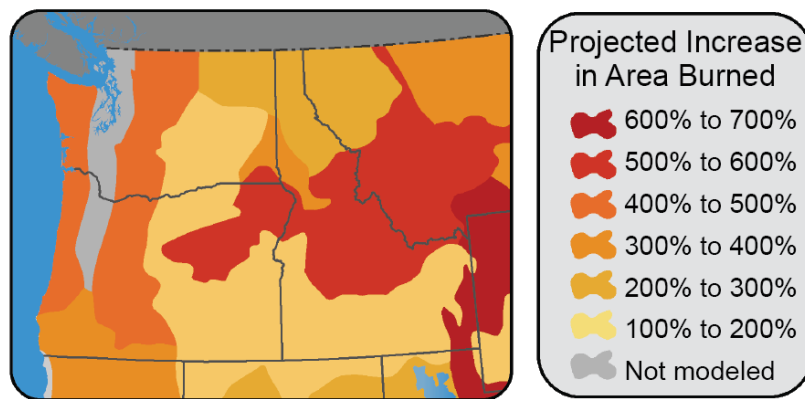 Projected Increase
in Area Burned
600% to 700%
500% to 600%
400% to 500%
300% to 400%
200% to 300%
100% to 200%
Not modeled